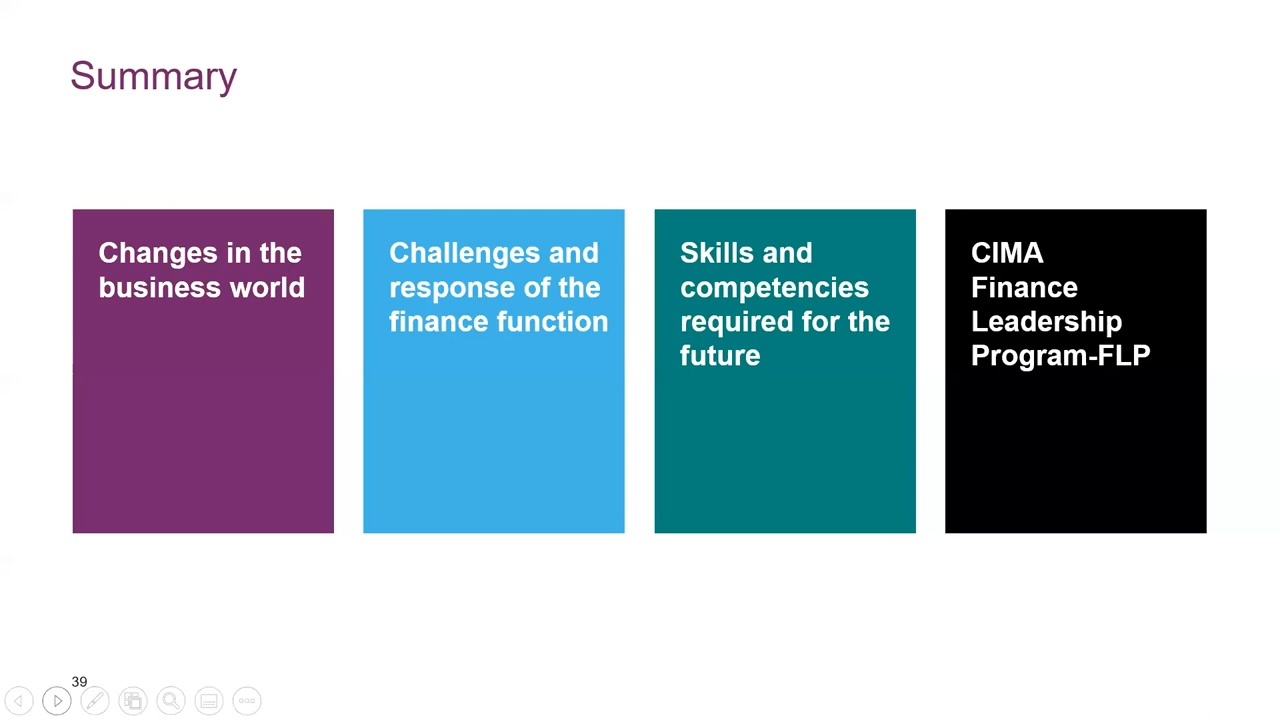 Summary
Changes in the
business world
Challenges and
response of the
finance function
Skills and
competencies
required for the
future
CIMA
Finance
Leadership
Program-FLP
39